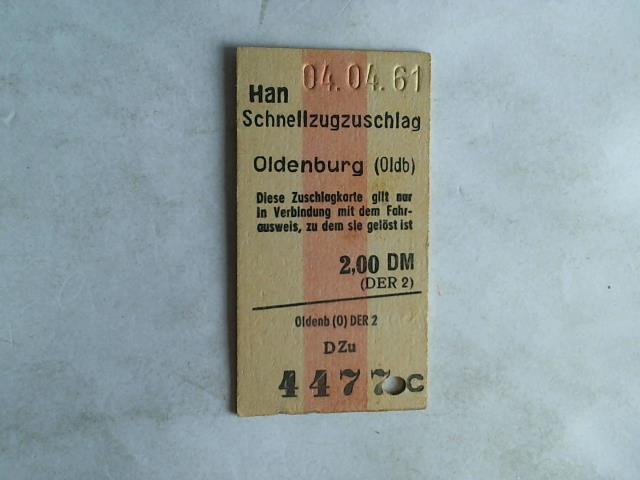 04.04.61
Han
Schnellzugzuschlag
Oldenburg (Oldb)
Diese Zuschlagkarte gilt nur
in Verbindung mit dem Fahr-
ausweis, zu dem sie gelöst ist
2,00 DM
(DER 2)
Oldenb (O) DER 2
DZu
4477 C